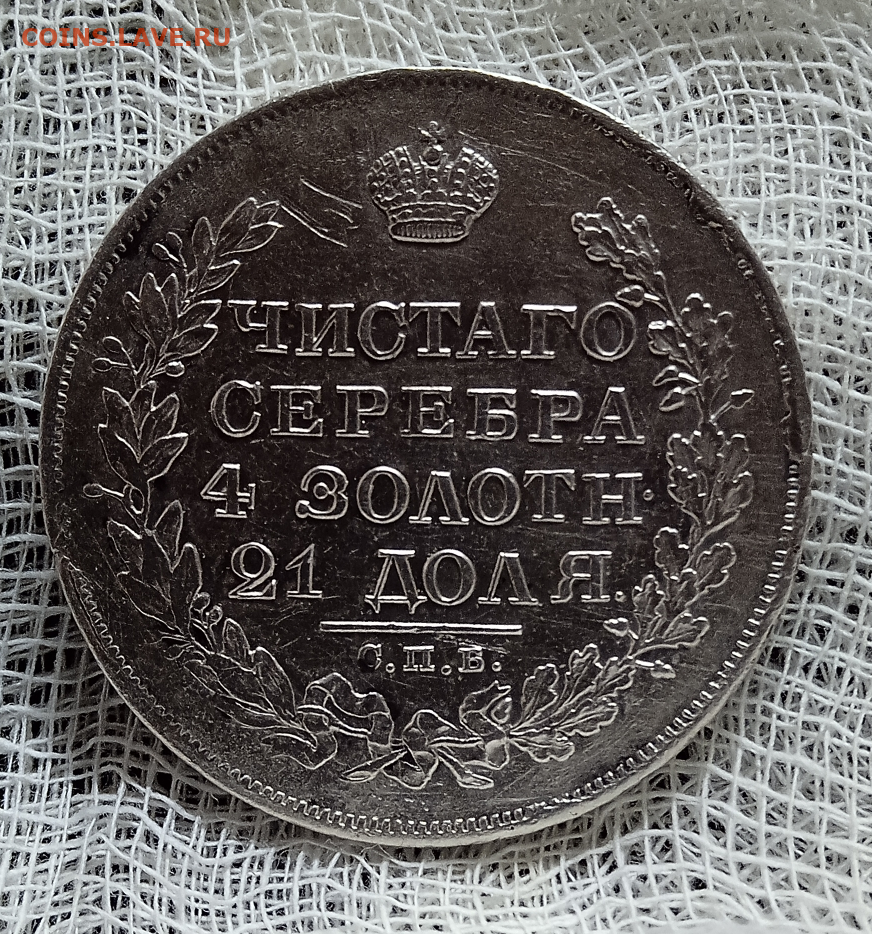 COINS.LAVE.RU
ЧИСТАГО
СЕРЕБРА
4 ЗОЛОТН·
21 ДОЛЯ.
С.П.Б.